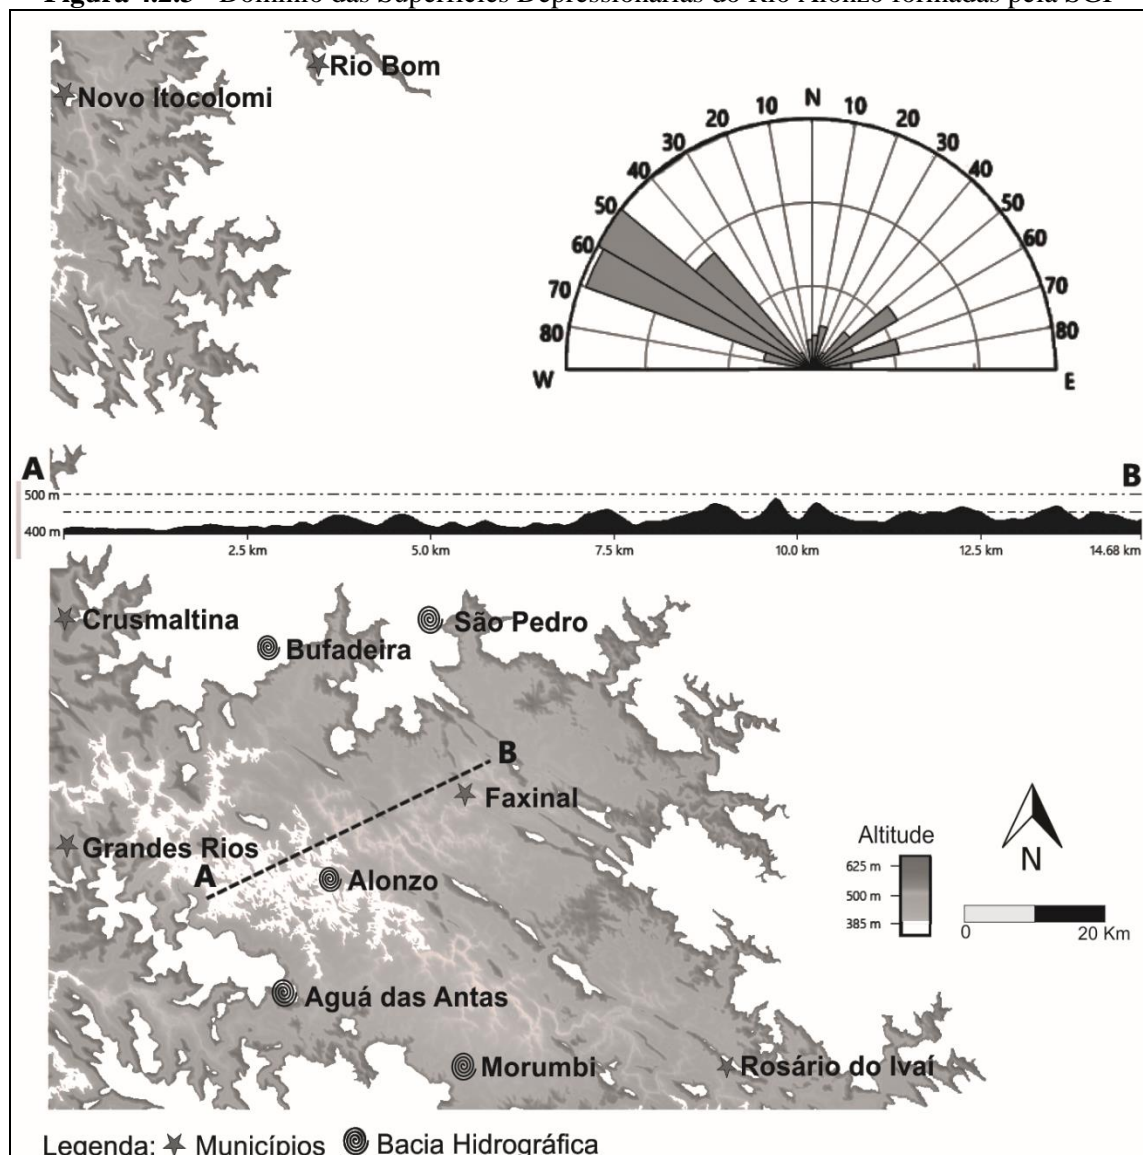 Figura 4.2.3 - Domínio das Superfícies Depressionárias do Rio Alonzo formadas pela SGI
Rio Bom
Novo Itocolomi
N
10 10
20 20
30 30
40 40
50 50
60 60
70 70
80 80
W E
A B
500 m
400 m
2.5 km 5.0 km 7.5 km 10.0 km 12.5 km 14.68 km
Crusmaltina
São Pedro
Bufadeira
B
Faxinal
Grandes Rios
A
Alonzo
Altitude
625 m
500 m
385 m
N
0 20 Km
Aguá das Antas
Morumbi
Rosário do Ivaí
Legenda: Municípios Bacia Hidrográfica